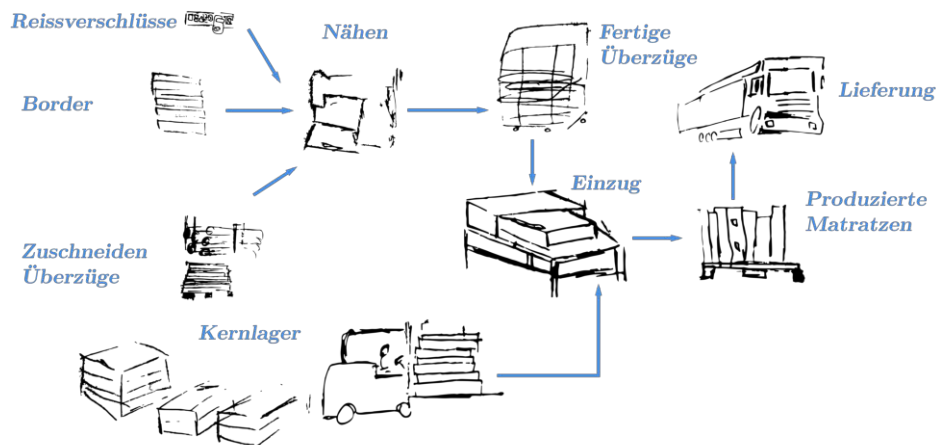 Reissverschlüsse
Nähen
Fertige
Überzüge
Border
Lieferung
Einzug
Produzierte
Matratzen
Zuschneiden
Überzüge
Kernlager